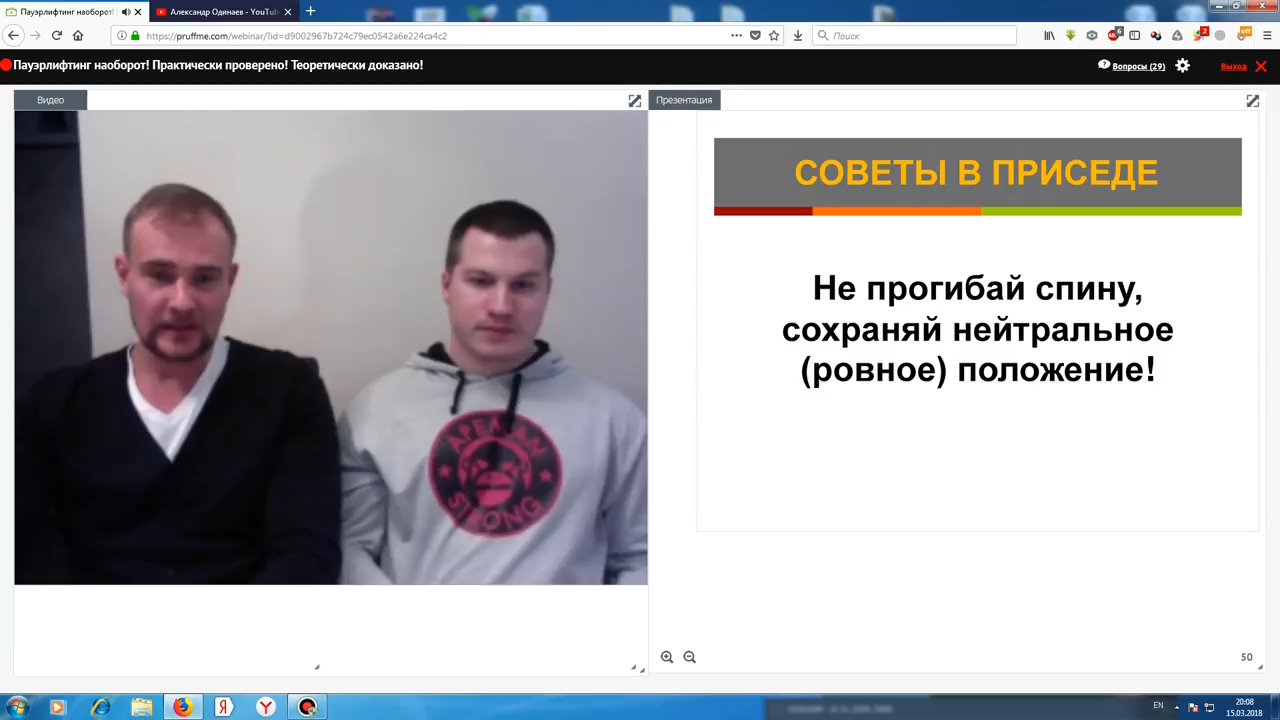 Пауэрлифтинг наоборот!
Александр Одинаев - YouTub
https://pruffme.com/webinar/?id=d9002967b724c79ec0542a6e224ca4c2
Поиск
Пауэрлифтинг наоборот! Практически проверено! Теоретически доказано!
Вопросы (29)
Выход
Видео
Презентация
СОВЕТЫ В ПРИСЕДЕ
Не прогибай спину,
сохраняй нейтральное
(ровное) положение!
STRONG
50
EN
20:08
15.03.2018